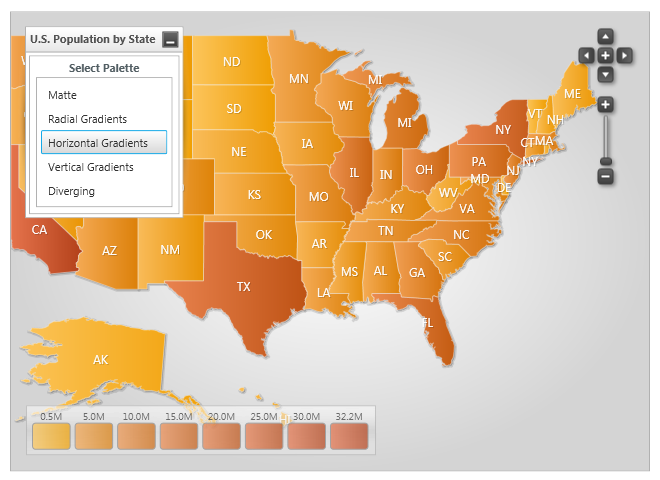 U.S. Population by State
Select Palette
Matte
Radial Gradients
Horizontal Gradients
Vertical Gradients
Diverging
ND
MN
SD
WI
MI
MI
ME
VT
NH
NY
IA
NE
CT MA
NY
PA
NJ
IL
IN
OH
MD
DE
WV
KS
MO
KY
VA
CA
AZ
NM
OK
AR
TN
NC
SC
MS
AL
GA
TX
LA
FL
AK
HI
0.5M 5.0M 10.0M 15.0M 20.0M 25.0M 30.0M 32.2M